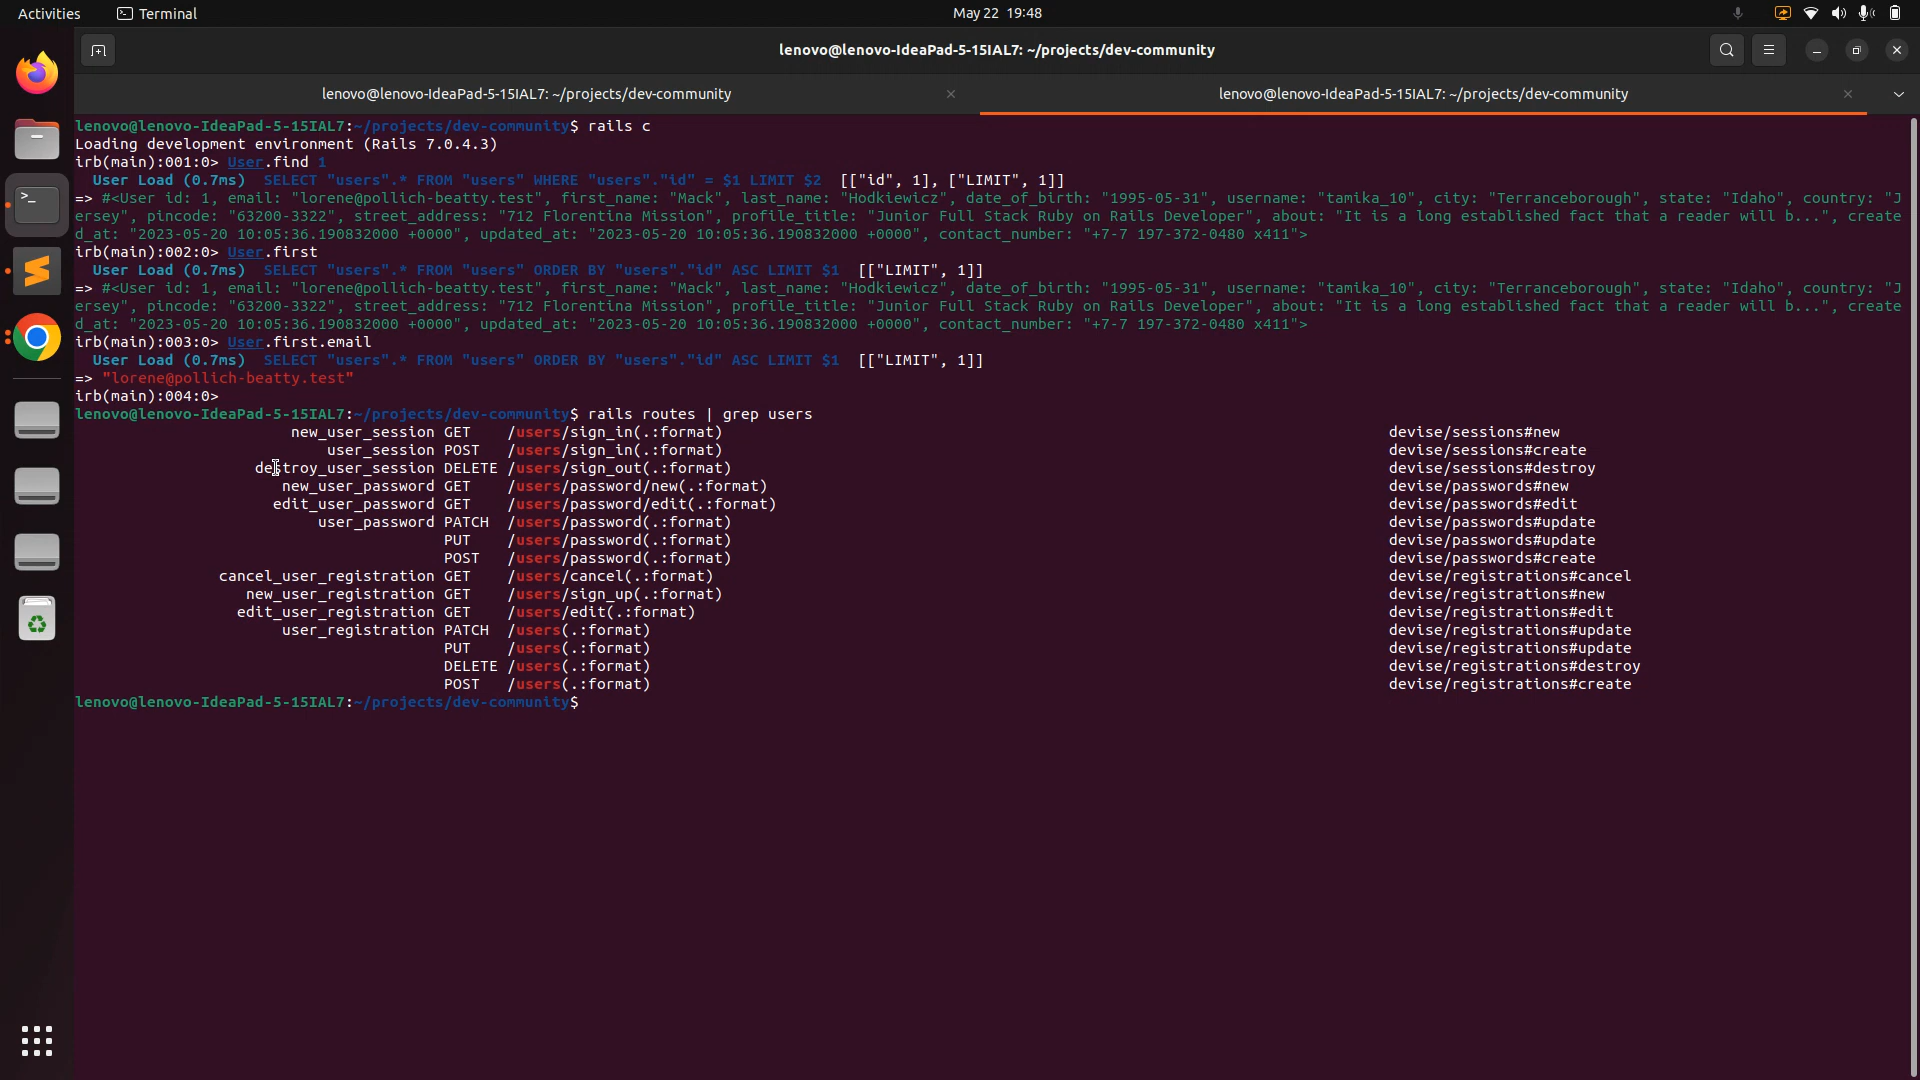 Activities Terminal May 22 19:48
lenovo@lenovo-IdeaPad-5-15IAL7: ~/projects/dev-community
lenovo@lenovo-IdeaPad-5-15IAL7: ~/projects/dev-community × lenovo@lenovo-IdeaPad-5-15IAL7: ~/projects/dev-community ×
lenovo@lenovo-IdeaPad-5-15IAL7:~/projects/dev-community$ rails c
Loading development environment (Rails 7.0.4.3)
irb(main):001:0> User.find 1
  User Load (0.7ms)  SELECT "users".* FROM "users" WHERE "users"."id" = $1 LIMIT $2  [["id", 1], ["LIMIT", 1]]
=> #<User id: 1, email: "lorene@pollich-beatty.test", first_name: "Mack", last_name: "Hodkiewicz", date_of_birth: "1995-05-31", username: "tamika_10", city: "Terranceborough", state: "Idaho", country: "J
ersey", pincode: "63200-3322", street_address: "712 Florentina Mission", profile_title: "Junior Full Stack Ruby on Rails Developer", about: "It is a long established fact that a reader will b...", create
d_at: "2023-05-20 10:05:36.190832000 +0000", updated_at: "2023-05-20 10:05:36.190832000 +0000", contact_number: "+7-7 197-372-0480 x411">
irb(main):002:0> User.first
  User Load (0.7ms)  SELECT "users".* FROM "users" ORDER BY "users"."id" ASC LIMIT $1  [["LIMIT", 1]]
=> #<User id: 1, email: "lorene@pollich-beatty.test", first_name: "Mack", last_name: "Hodkiewicz", date_of_birth: "1995-05-31", username: "tamika_10", city: "Terranceborough", state: "Idaho", country: "J
ersey", pincode: "63200-3322", street_address: "712 Florentina Mission", profile_title: "Junior Full Stack Ruby on Rails Developer", about: "It is a long established fact that a reader will b...", create
d_at: "2023-05-20 10:05:36.190832000 +0000", updated_at: "2023-05-20 10:05:36.190832000 +0000", contact_number: "+7-7 197-372-0480 x411">
irb(main):003:0> User.first.email
  User Load (0.7ms)  SELECT "users".* FROM "users" ORDER BY "users"."id" ASC LIMIT $1  [["LIMIT", 1]]
=> "lorene@pollich-beatty.test"
irb(main):004:0>
lenovo@lenovo-IdeaPad-5-15IAL7:~/projects/dev-community$ rails routes | grep users
new_user_session GET /users/sign_in(.:format) devise/sessions#new
user_session POST /users/sign_in(.:format) devise/sessions#create
destroy_user_session DELETE /users/sign_out(.:format) devise/sessions#destroy
new_user_password GET /users/password/new(.:format) devise/passwords#new
edit_user_password GET /users/password/edit(.:format) devise/passwords#edit
user_password PATCH /users/password(.:format) devise/passwords#update
PUT /users/password(.:format) devise/passwords#update
POST /users/password(.:format) devise/passwords#create
cancel_user_registration GET /users/cancel(.:format) devise/registrations#cancel
new_user_registration GET /users/sign_up(.:format) devise/registrations#new
edit_user_registration GET /users/edit(.:format) devise/registrations#edit
user_registration PATCH /users(.:format) devise/registrations#update
PUT /users(.:format) devise/registrations#update
DELETE /users(.:format) devise/registrations#destroy
POST /users(.:format) devise/registrations#create
lenovo@lenovo-IdeaPad-5-15IAL7:~/projects/dev-community$